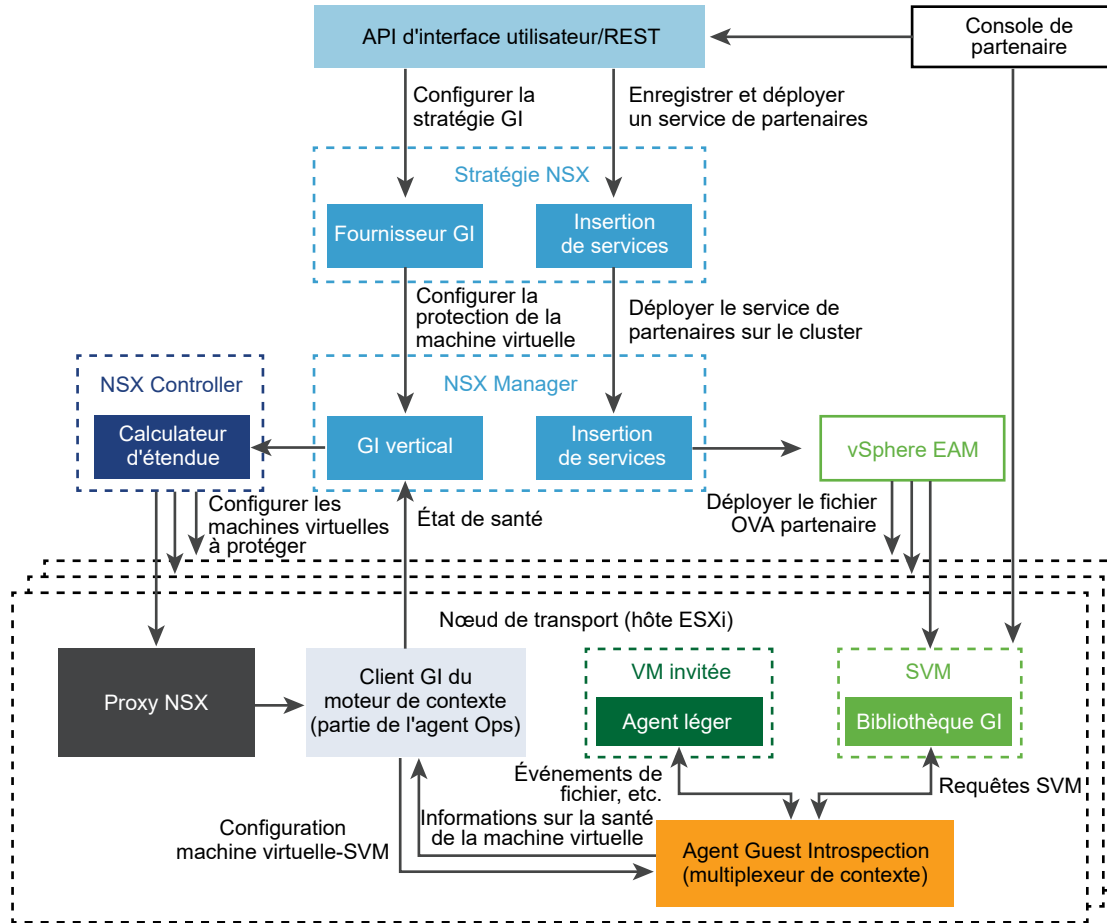 API d'interface utilisateur/REST
Console de
partenaire
Configurer la
stratégie GI
Enregistrer et déployer
un service de partenaires
Stratégie NSX
Fournisseur GI
Insertion
de services
Configurer la
protection de la
machine virtuelle
Déployer le service de
partenaires sur le cluster
NSX Controller
NSX Manager
Calculateur
d'étendue
GI vertical
Insertion
de services
vSphere EAM
Configurer les
machines virtuelles
à protéger
État de santé
Déployer le fichier
OVA partenaire
Nœud de transport (hôte ESXi)
Proxy NSX
Client GI du
moteur de contexte
(partie de l'agent Ops)
VM invitée
Agent léger
SVM
Bibliothèque GI
Événements de
fichier, etc.
Requêtes SVM
Informations sur la santé
de la machine virtuelle
Configuration
machine virtuelle-SVM
Agent Guest Introspection
(multiplexeur de contexte)